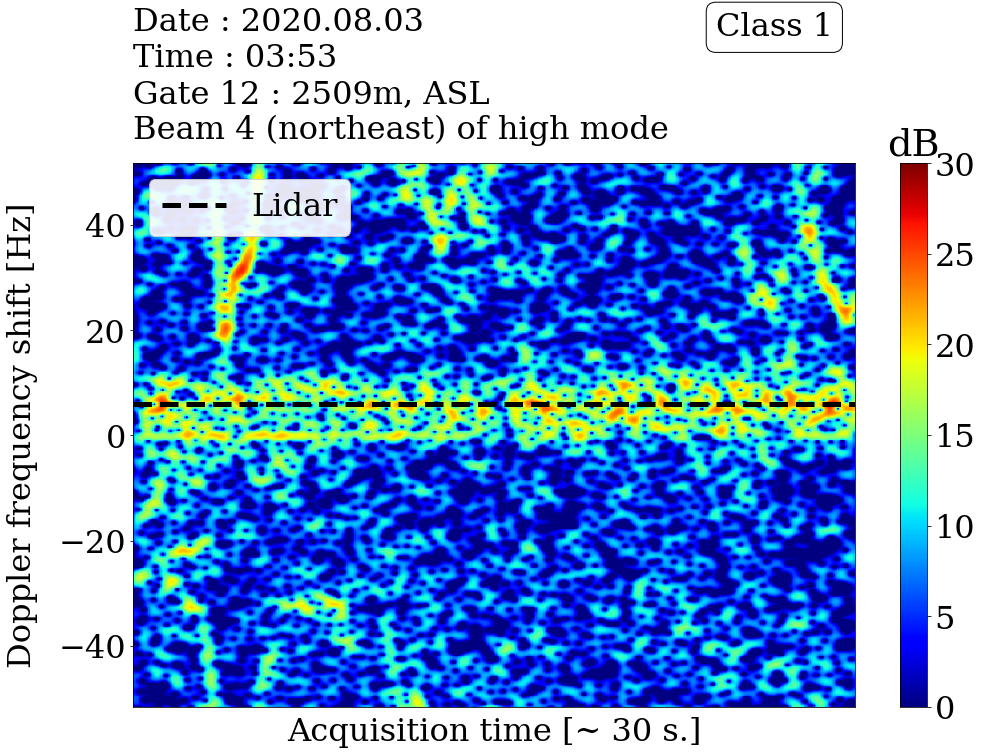 Date : 2020.08.03
Time : 03:53
Gate 12 : 2509m, ASL
Beam 4 (northeast) of high mode
Class 1
dB
Lidar
Doppler frequency shift [Hz]
40
20
0
−20
−40
30
25
20
15
10
5
0
Acquisition time [~ 30 s.]